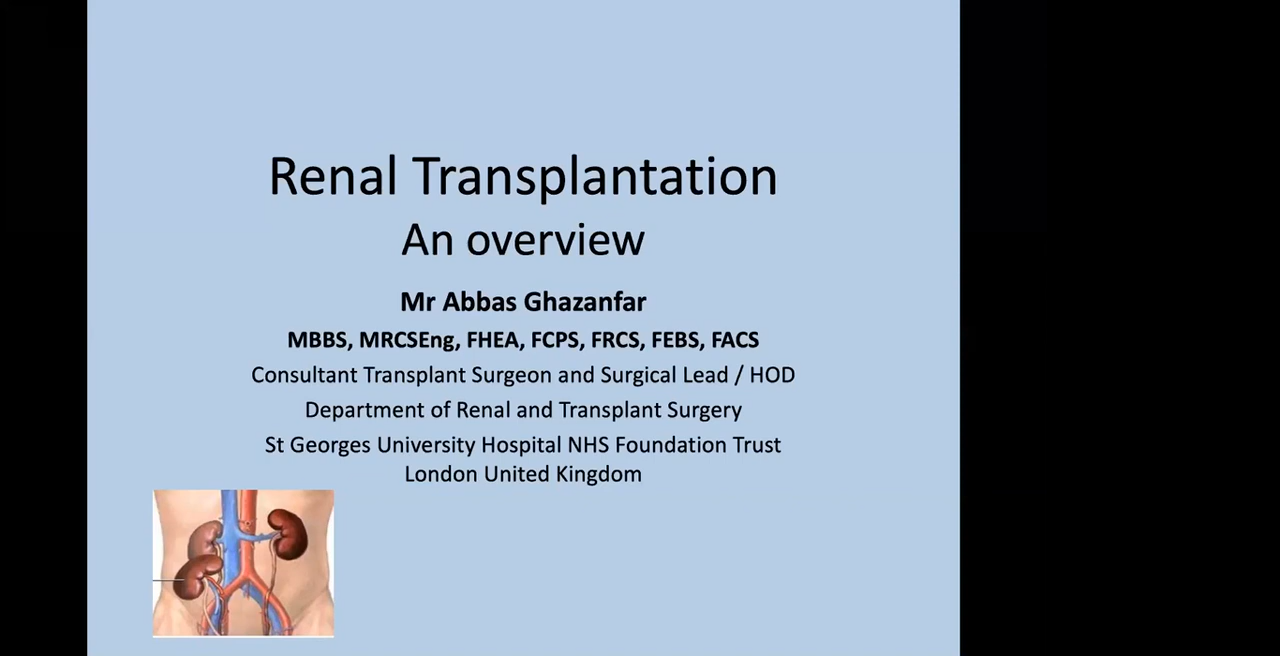 Renal Transplantation
An overview
Mr Abbas Ghazanfar
MBBS, MRCSEng, FHEA, FCPS, FRCS, FEBS, FACS
Consultant Transplant Surgeon and Surgical Lead / HOD
Department of Renal and Transplant Surgery
St Georges University Hospital NHS Foundation Trust
London United Kingdom